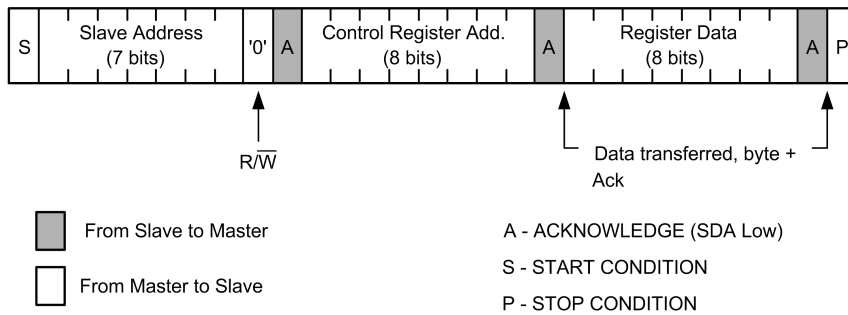 S Slave Address (7 bits) '0' A Control Register Add. (8 bits) A Register Data (8 bits) A P
R/W̅
Data transferred, byte +
Ack
From Slave to Master
From Master to Slave
A - ACKNOWLEDGE (SDA Low)
S - START CONDITION
P - STOP CONDITION